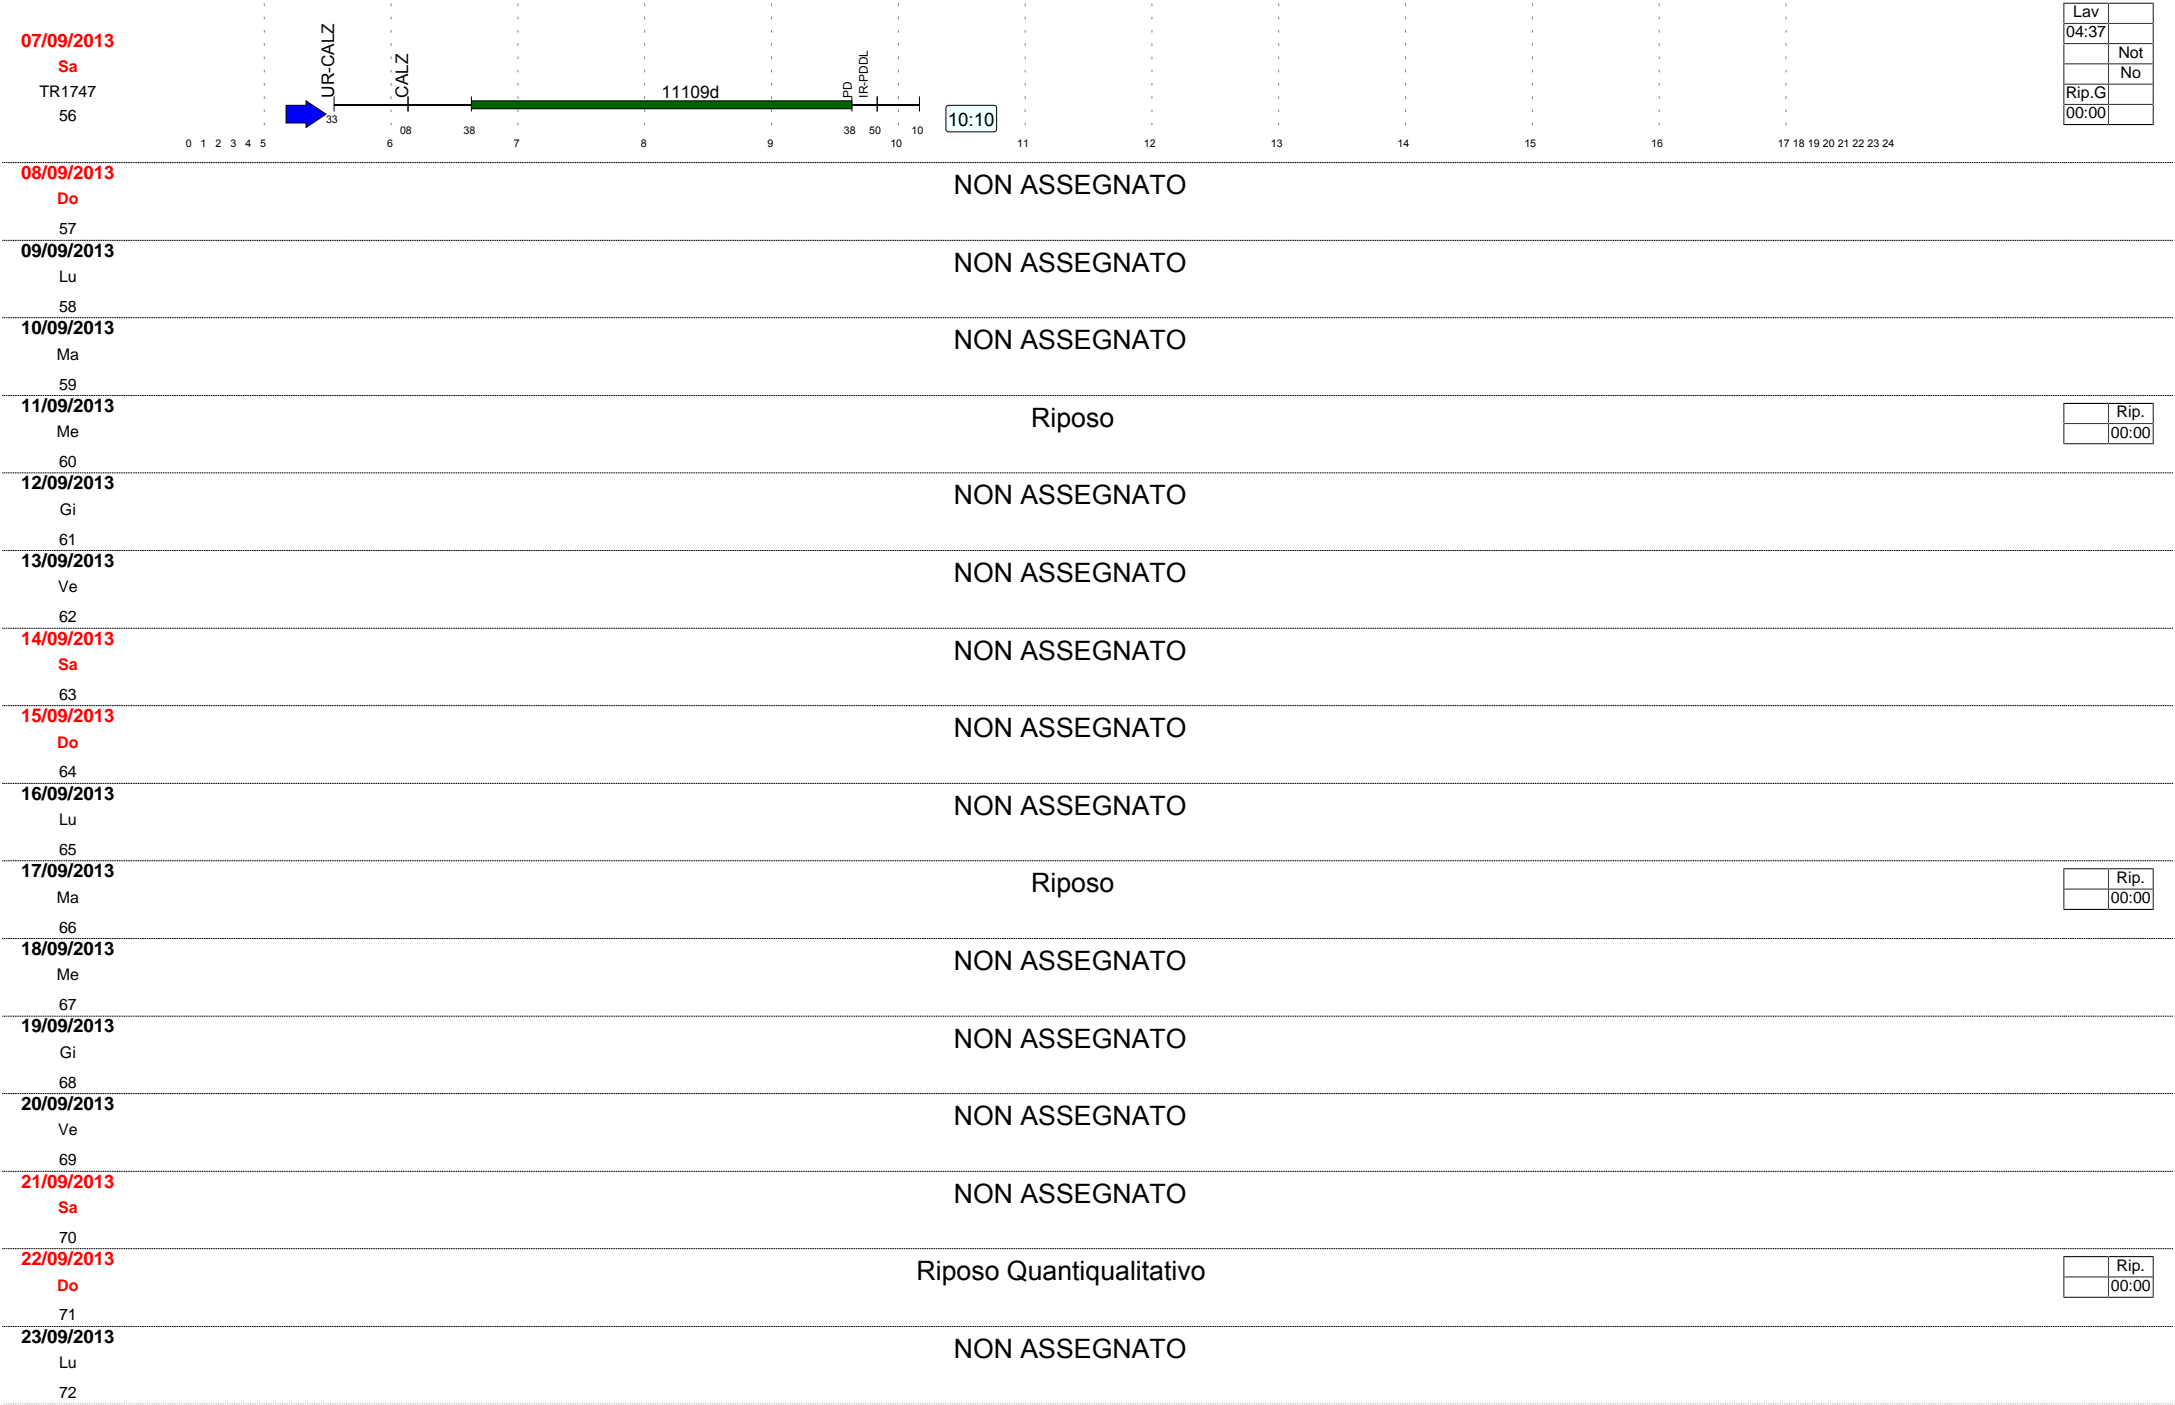 07/09/2013
Sa
TR1747
56
UR-CALZ
CALZ
11109d
PD
IR-PDDL
33
08
38
38
50
10
10:10
Lav
04:37
Not
No
Rip.G
00:00
0 1 2 3 4 5 6 7 8 9 10 11 12 13 14 15 16 17 18 19 20 21 22 23 24
08/09/2013
Do
57
NON ASSEGNATO
09/09/2013
Lu
58
NON ASSEGNATO
10/09/2013
Ma
59
NON ASSEGNATO
11/09/2013
Me
60
Riposo
Rip.
00:00
12/09/2013
Gi
61
NON ASSEGNATO
13/09/2013
Ve
62
NON ASSEGNATO
14/09/2013
Sa
63
NON ASSEGNATO
15/09/2013
Do
64
NON ASSEGNATO
16/09/2013
Lu
65
NON ASSEGNATO
17/09/2013
Ma
66
Riposo
Rip.
00:00
18/09/2013
Me
67
NON ASSEGNATO
19/09/2013
Gi
68
NON ASSEGNATO
20/09/2013
Ve
69
NON ASSEGNATO
21/09/2013
Sa
70
NON ASSEGNATO
22/09/2013
Do
71
Riposo Quantiqualitativo
Rip.
00:00
23/09/2013
Lu
72
NON ASSEGNATO